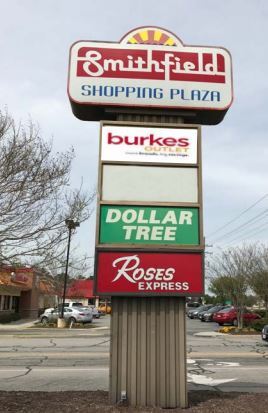 Smithfield
SHOPPING PLAZA
burkes
OUTLET
DOLLAR
TREE
ROSES
EXPRESS